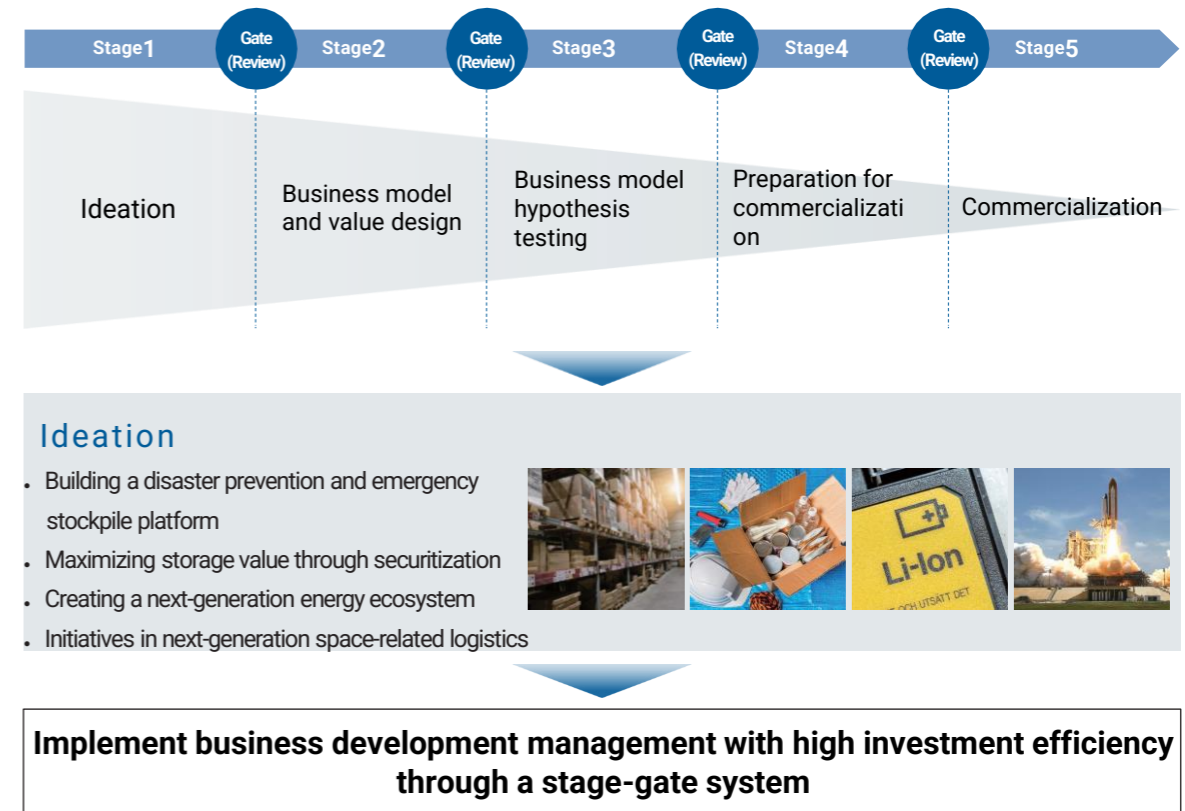 Stage1
Gate
(Review)
Stage2
Gate
(Review)
Stage3
Gate
(Review)
Stage4
Gate
(Review)
Stage5
Ideation
Business model
and value design
Business model
hypothesis
testing
Preparation for
commercializati
on
Commercialization
Ideation
• Building a disaster prevention and emergency
stockpile platform
• Maximizing storage value through securitization
• Creating a next-generation energy ecosystem
• Initiatives in next-generation space-related logistics
Li-Ion
OCH UTSATT DET
Implement business development management with high investment efficiency
through a stage-gate system